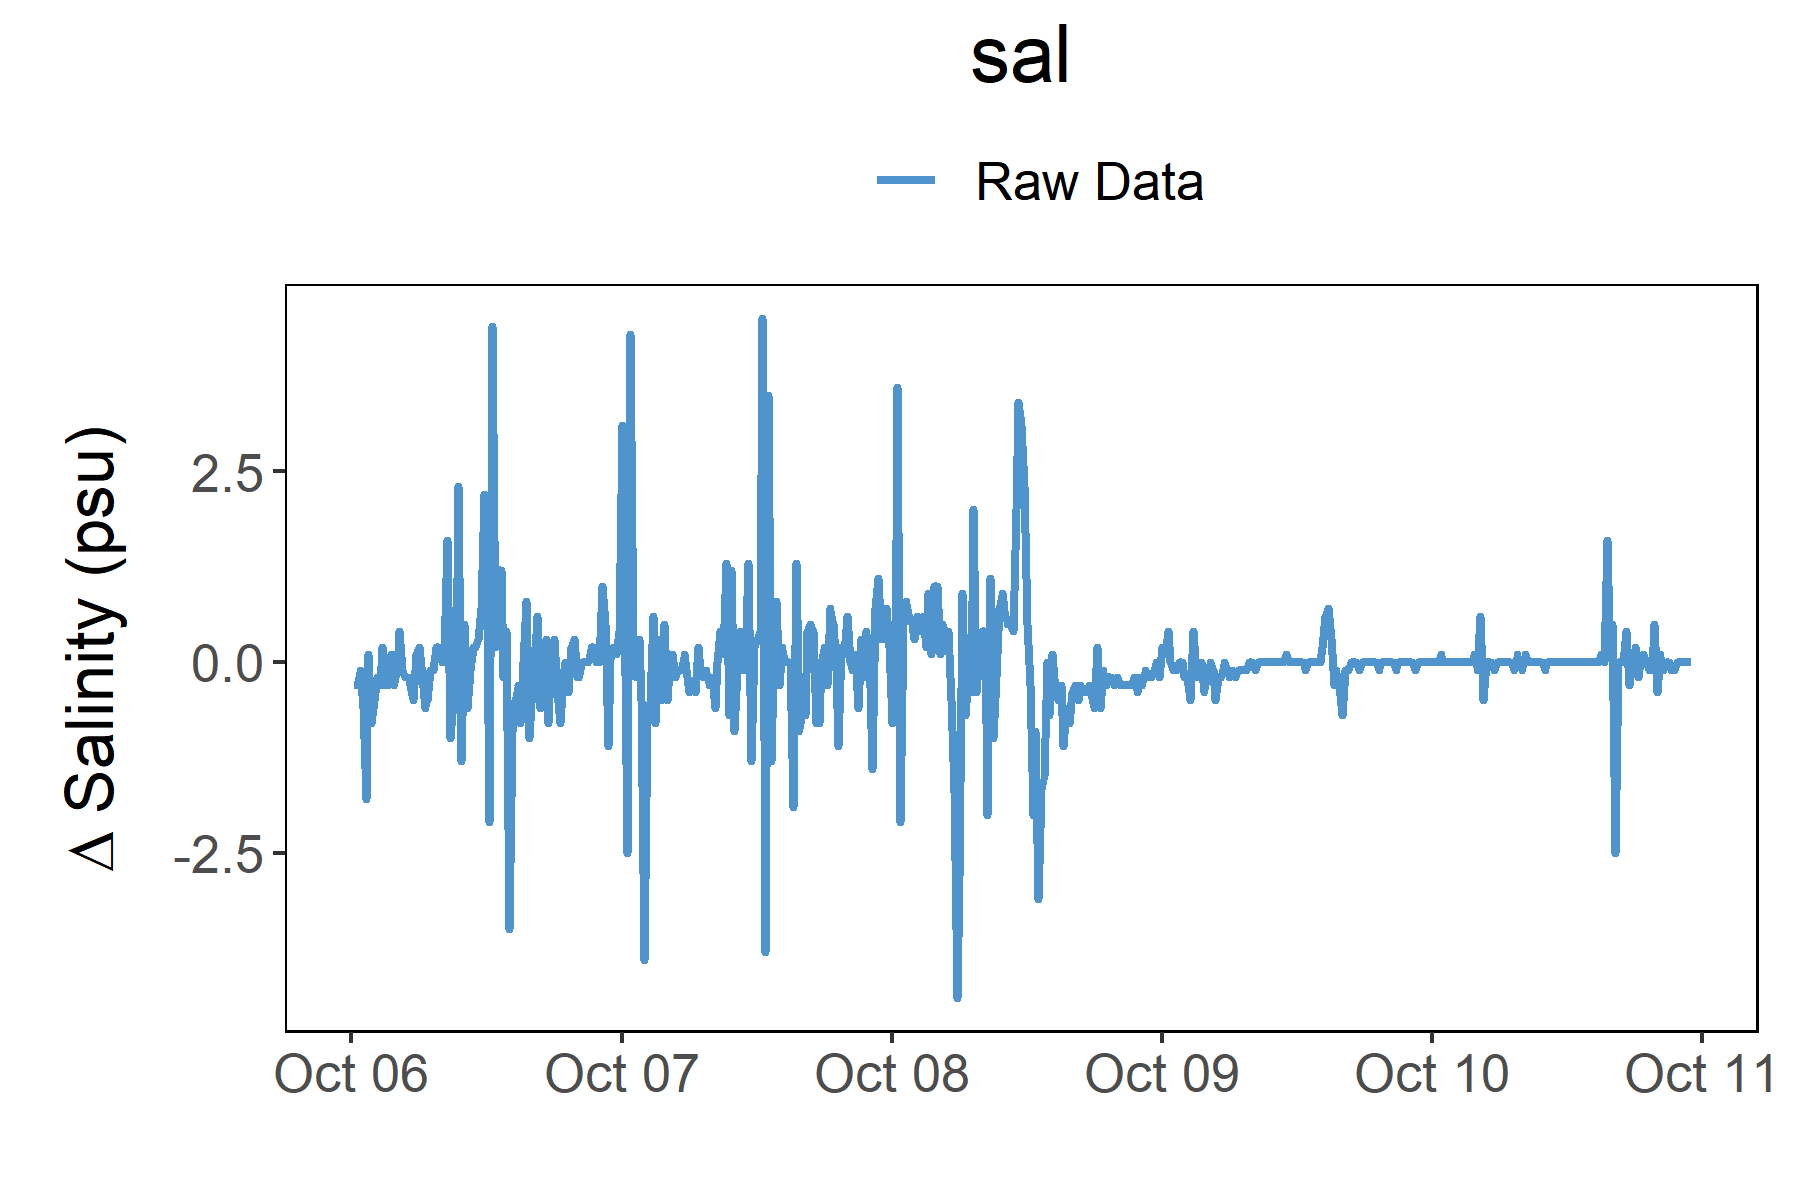 sal
Raw Data
Δ Salinity (psu)
2.5
0.0
-2.5
Oct 06
Oct 07
Oct 08
Oct 09
Oct 10
Oct 11